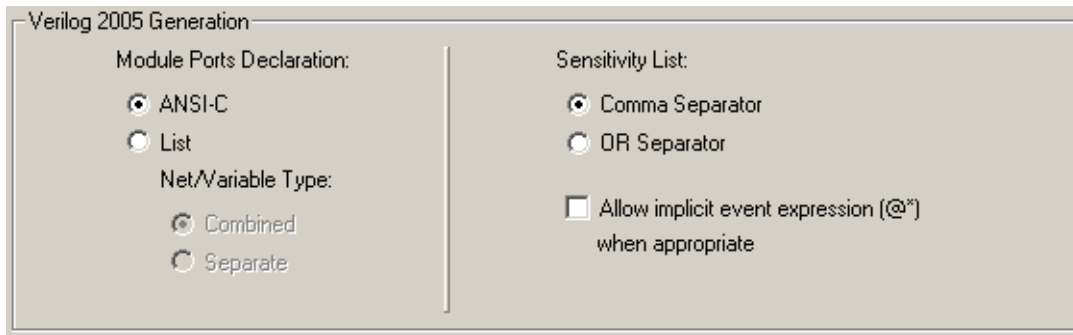 Verilog 2005 Generation
Module Ports Declaration:
ANSI-C
List
Net/Variable Type:
Combined
Separate
Sensitivity List:
Comma Separator
OR Separator
Allow implicit event expression (@*)
when appropriate